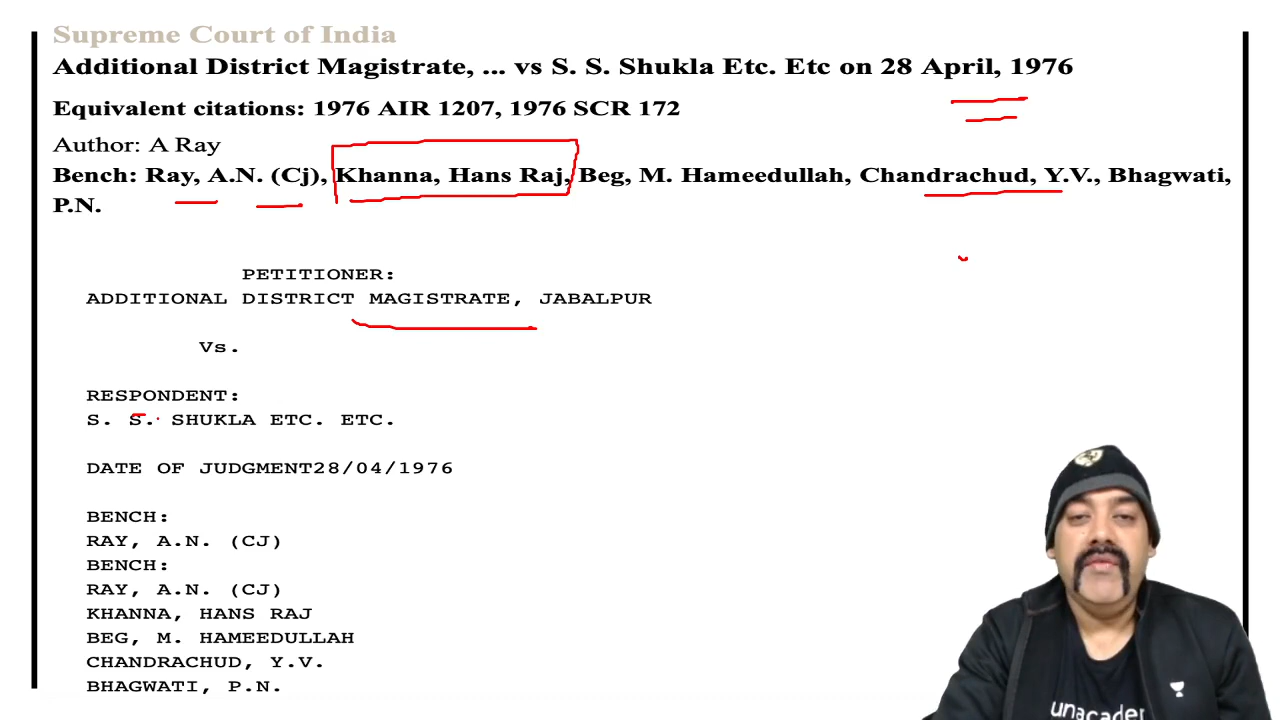 Supreme Court of India
Additional District Magistrate, ... vs S. S. Shukla Etc. Etc on 28 April, 1976
Equivalent citations: 1976 AIR 1207, 1976 SCR 172
Author: A Ray
Bench: Ray, A.N. (Cj), Khanna, Hans Raj, Beg, M. Hameedullah, Chandrachud, Y.V., Bhagwati,
P.N.
PETITIONER:
ADDITIONAL DISTRICT MAGISTRATE, JABALPUR
Vs.
RESPONDENT:
S. S. SHUKLA ETC. ETC.
DATE OF JUDGMENT28/04/1976
BENCH:
RAY, A.N. (CJ)
BENCH:
RAY, A.N. (CJ)
KHANNA, HANS RAJ
BEG, M. HAMEEDULLAH
CHANDRACHUD, Y.V.
BHAGWATI, P.N.
unacader